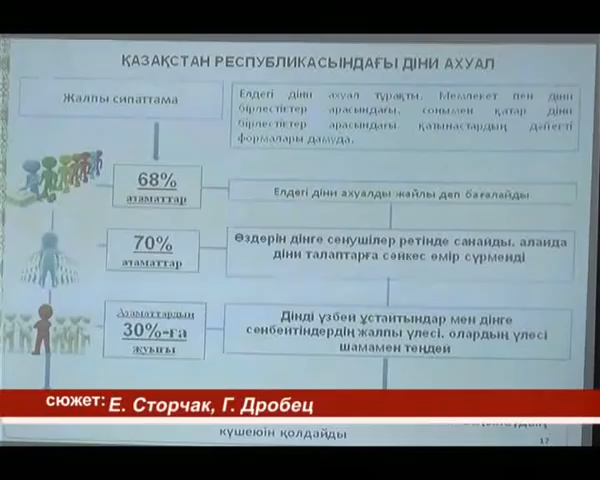 ҚАЗАҚСТАН РЕСПУБЛИКАСЫНДАҒЫ ДІНИ АХУАЛ
Жалпы сипаттама
Елдегі діни ахуал тұрақты. Мемлекет пен діни
бірлестіктер арасындағы, сонымен қатар діни
бірлестіктер арасындағы қатынастардың
формалары дамуда.
68%
азаматтар
Елдегі діни ахуалды жайлы деп бағалайды
70%
азаматтар
Өздерін дінге сенушілер ретінде санайды, алайда
діни талаптарға сәйкес өмір сүрмейді
Азаматтардың
30%-ға
жуығы
Дінді үзбей ұстайтындар мен дінге
сенбейтіндердің жалпы үлесі, олардың үлесі
шамамен теңдей
сюжет: Е. Сторчак, Г. Дробец
күшеюін қолдайды
17